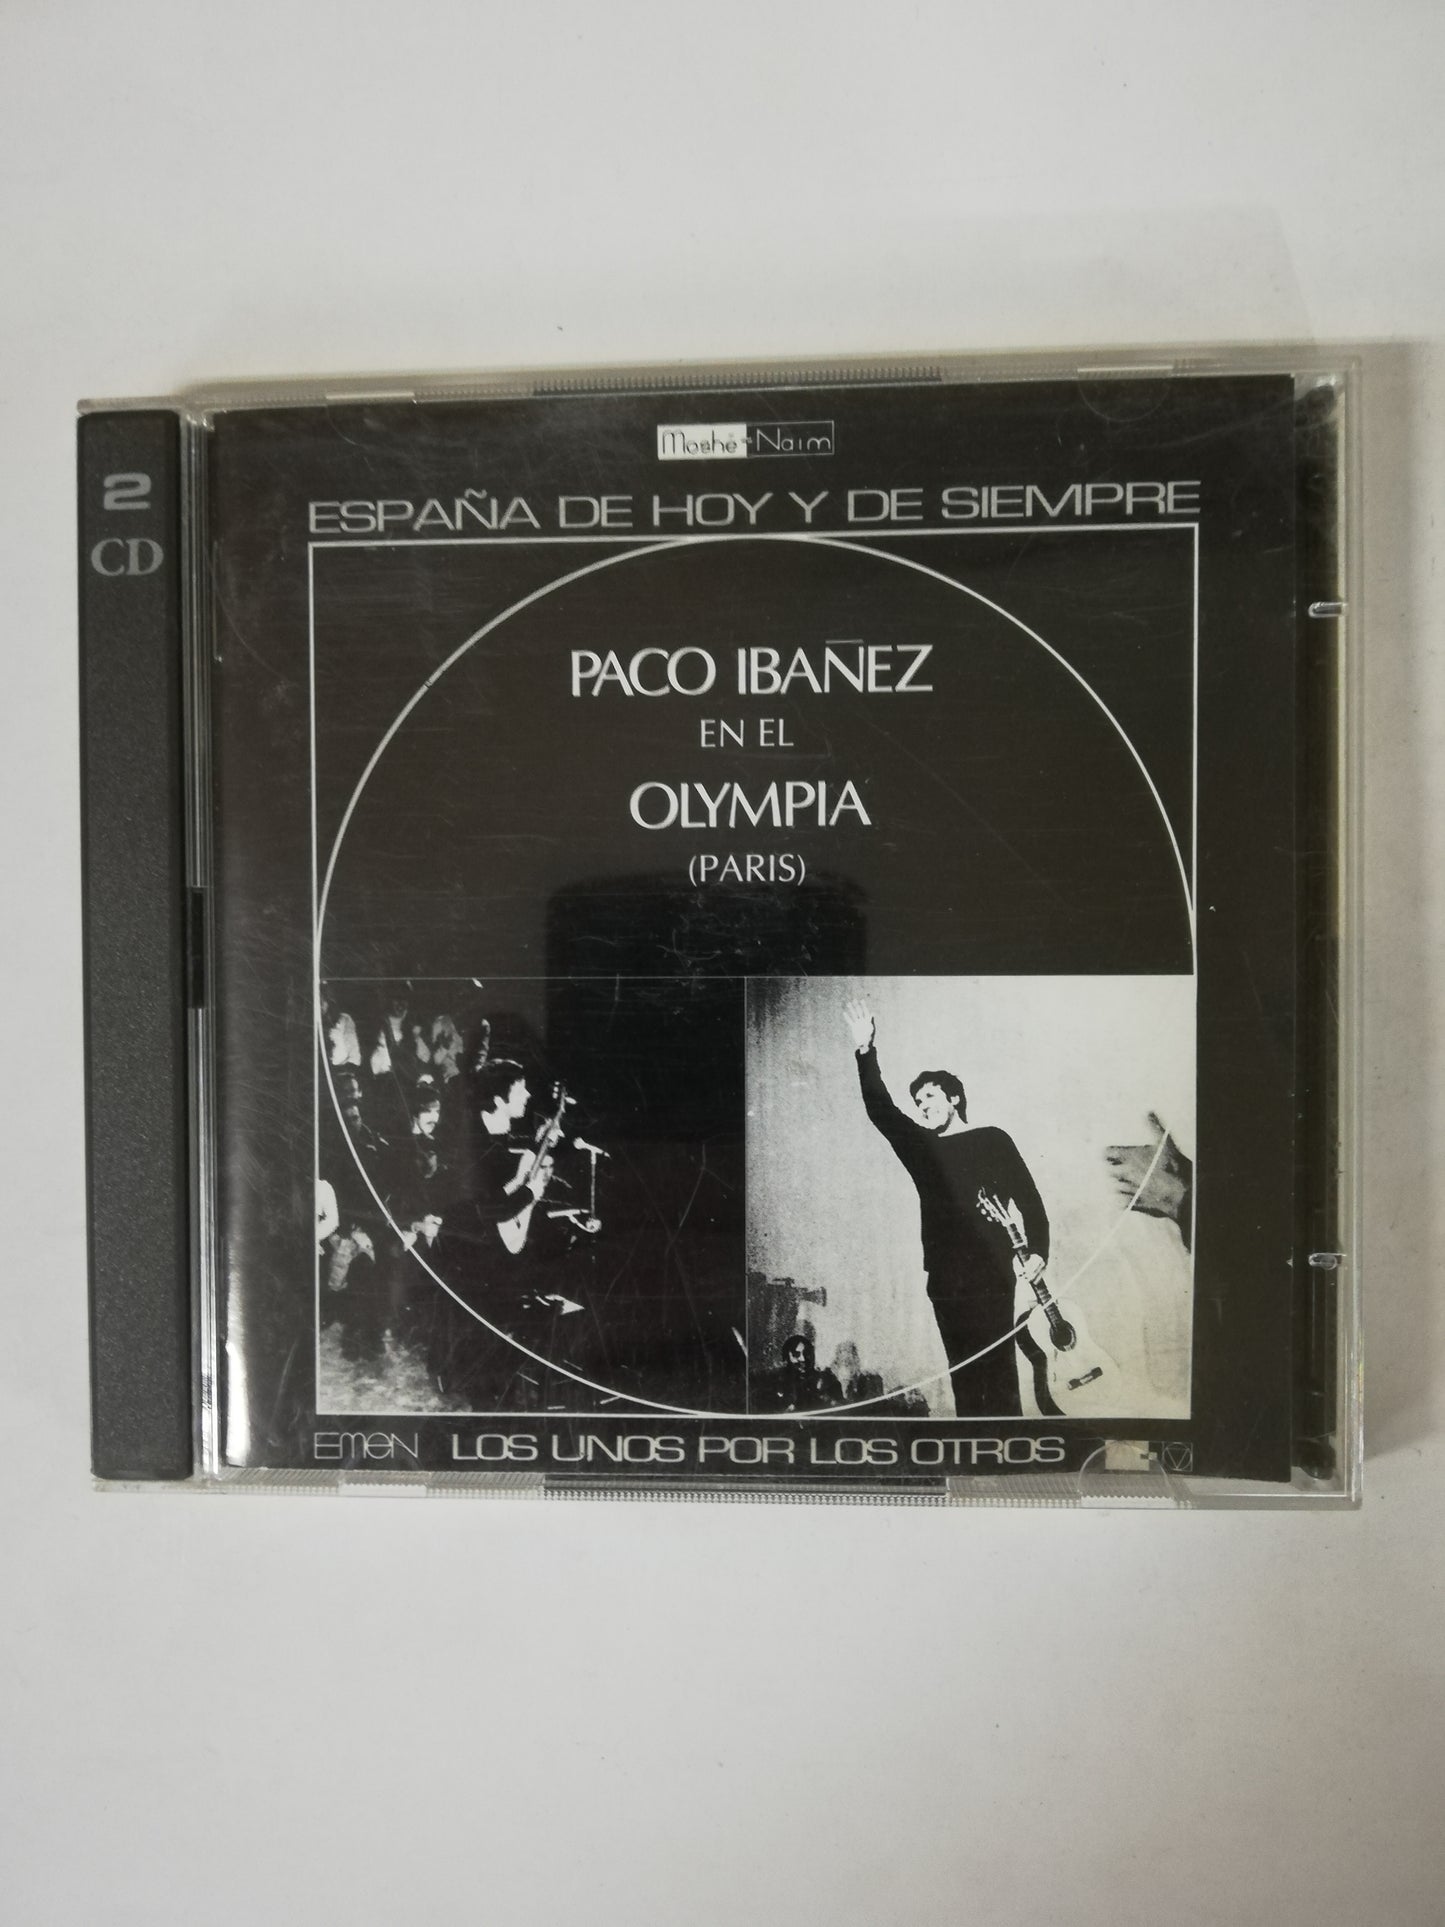 2
CD
Moshé-Naïm
ESPAÑA DE HOY Y DE SIEMPRE
PACO IBAÑEZ
EN EL
OLYMPIA
(PARIS)
EMEN LOS UNOS POR LOS OTROS